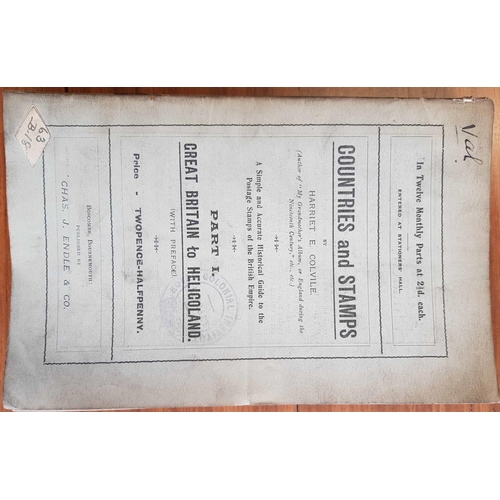 Val
In Twelve Monthly Parts at 2½d. each.
ENTERED AT STATIONERS' HALL.
COUNTRIES and STAMPS
BY
HARRIET E. COLVILE.
(Author of "My Grandmother's Album, or England during the
Nineteenth Century," etc., etc.)
A Simple and Accurate Historical Guide to the
Postage Stamps of the British Empire.
PART I.
GREAT BRITAIN to HELIGOLAND.
(WITH PREFACE)
Price - TWOPENCE-HALFPENNY.
BOSCOMBE, BOURNEMOUTH:
PUBLISHED BY
CHAS. J. ENDLE & CO.
63